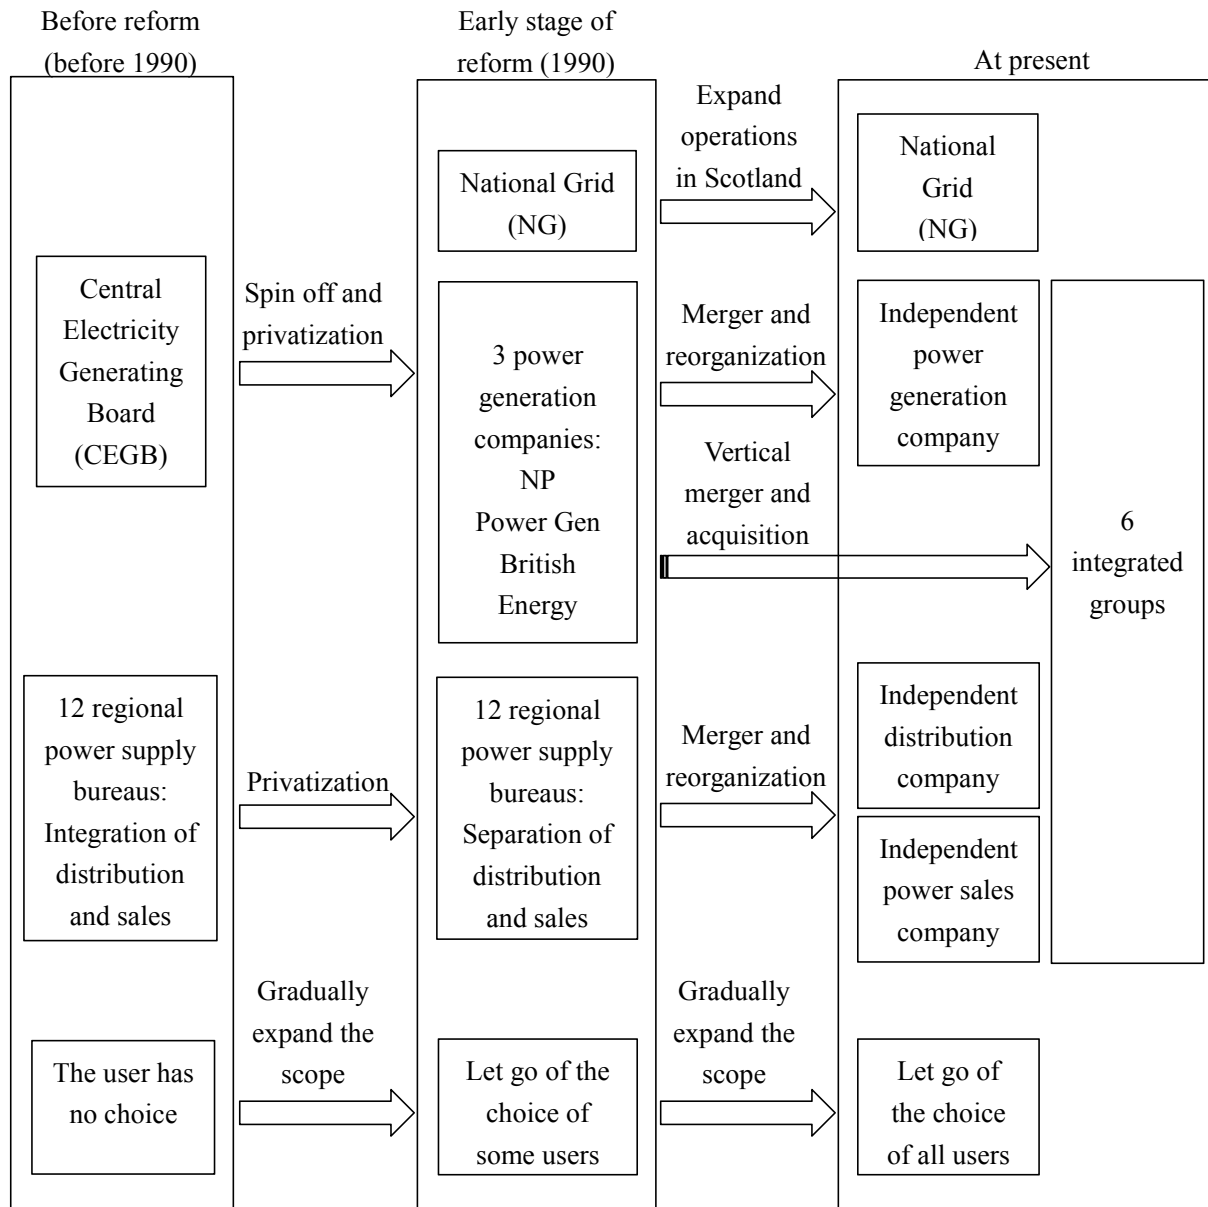 Before reform
(before 1990)
Central
Electricity
Generating
Board
(CEGB)
12 regional
power supply
bureaus:
Integration of
distribution
and sales
The user has
no choice
Spin off and
privatization
Privatization
Gradually
expand the
scope
Early stage of
reform (1990)
National Grid
(NG)
3 power
generation
companies:
NP
Power Gen
British
Energy
12 regional
power supply
bureaus:
Separation of
distribution
and sales
Let go of the
choice of
some users
Expand
operations
in Scotland
Merger and
reorganization
Vertical
merger and
acquisition
Merger and
reorganization
Gradually
expand the
scope
At present
National
Grid
(NG)
Independent
power
generation
company
Independent
distribution
company
Independent
power sales
company
Let go of
the choice
of all users
6
integrated
groups